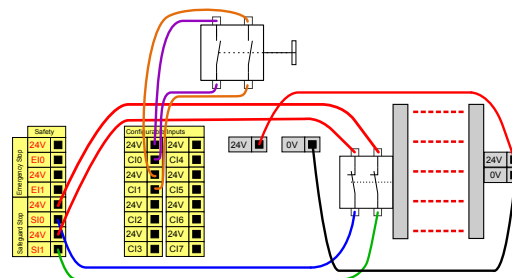 Safety
Emergency Stop
24V
EI0
24V
EI1
Safeguard Stop
24V
SI0
24V
SI1
Configurable Inputs
24V 24V
CI0 CI4
24V 24V
CI1 CI5
24V 24V
CI2 CI6
24V 24V
CI3 CI7
24V
0V
24V
0V